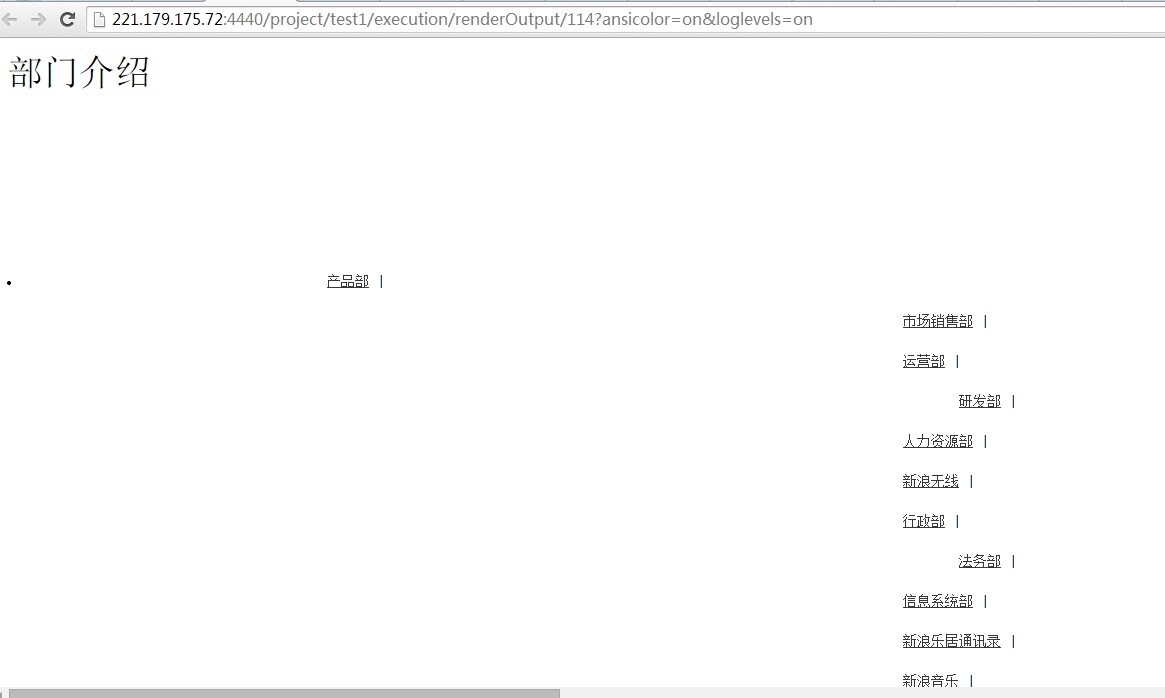 221.179.175.72:4440/project/test1/execution/renderOutput/114?ansicolor=on&loglevels=on
部门介绍
• 产品部 |
市场销售部 |
运营部 |
研发部 |
人力资源部 |
新浪无线 |
行政部 |
法务部 |
信息系统部 |
新浪乐居通讯录 |
新浪音乐 |